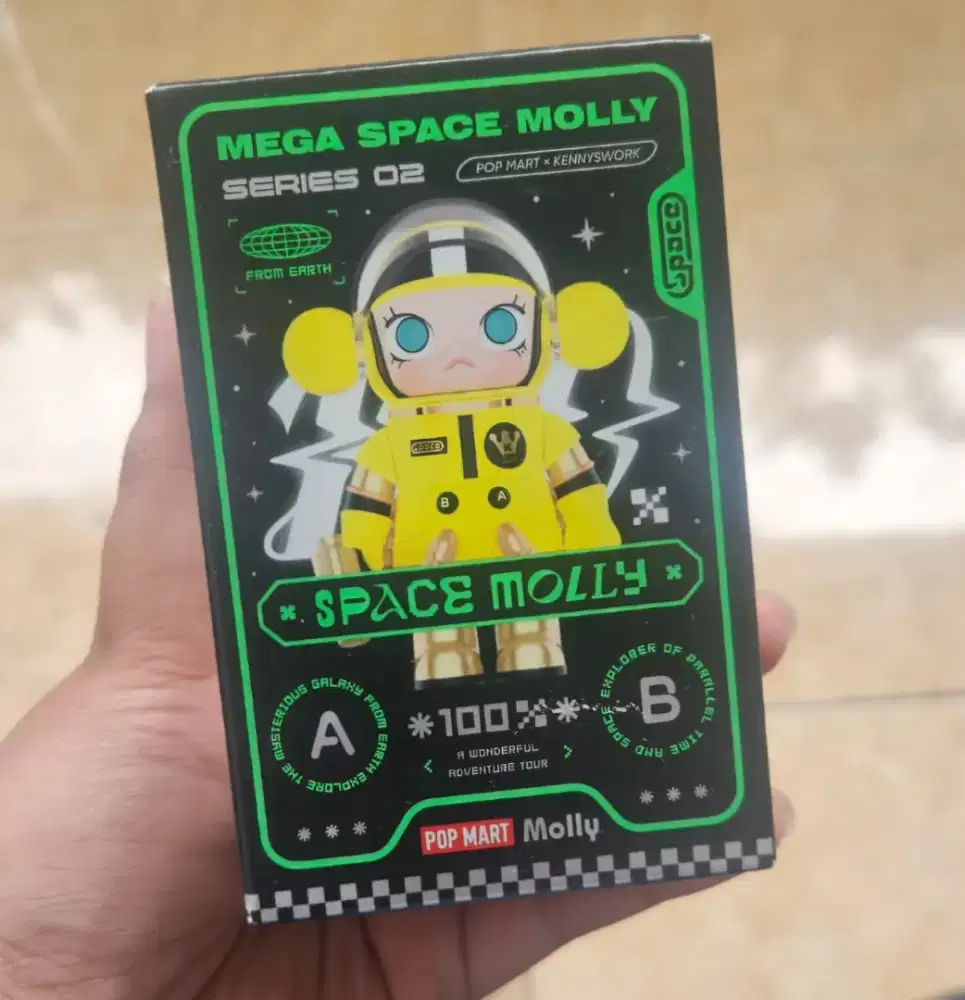 MEGA SPACE MOLLY
SERIES 02
POP MART × KENNYSWORK
FROM EARTH
SPACE
B A
SPACE MOLLY
EXPLORE THE MYSTERIOUS GALAXY FROM EARTH
A
*100%*
A WONDERFUL
ADVENTURE TOUR
EXPLORER OF PARALLEL TIME AND SPACE
B
POP MART Molly